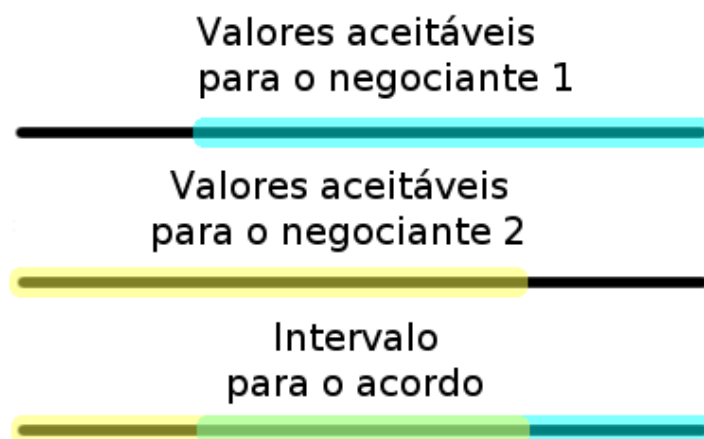 Valores aceitáveis
para o negociante 1
Valores aceitáveis
para o negociante 2
Intervalo
para o acordo